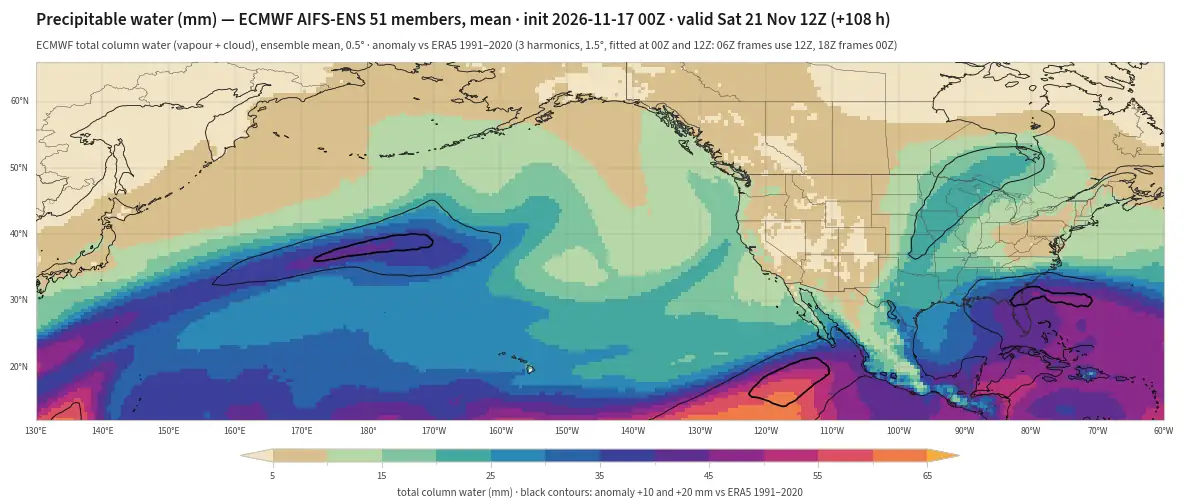 Precipitable water (mm) — ECMWF AIFS-ENS 51 members, mean · init 2026-11-17 00Z · valid Sat 21 Nov 12Z (+108 h)
ECMWF total column water (vapour + cloud), ensemble mean, 0.5° · anomaly vs ERA5 1991–2020 (3 harmonics, 1.5°, fitted at 00Z and 12Z: 06Z frames use 12Z, 18Z frames 00Z)
60°N
50°N
40°N
30°N
20°N
130°E 140°E 150°E 160°E 170°E 180° 170°W 160°W 150°W 140°W 130°W 120°W 110°W 100°W 90°W 80°W 70°W 60°W
5 15 25 35 45 55 65
total column water (mm) · black contours: anomaly +10 and +20 mm vs ERA5 1991–2020